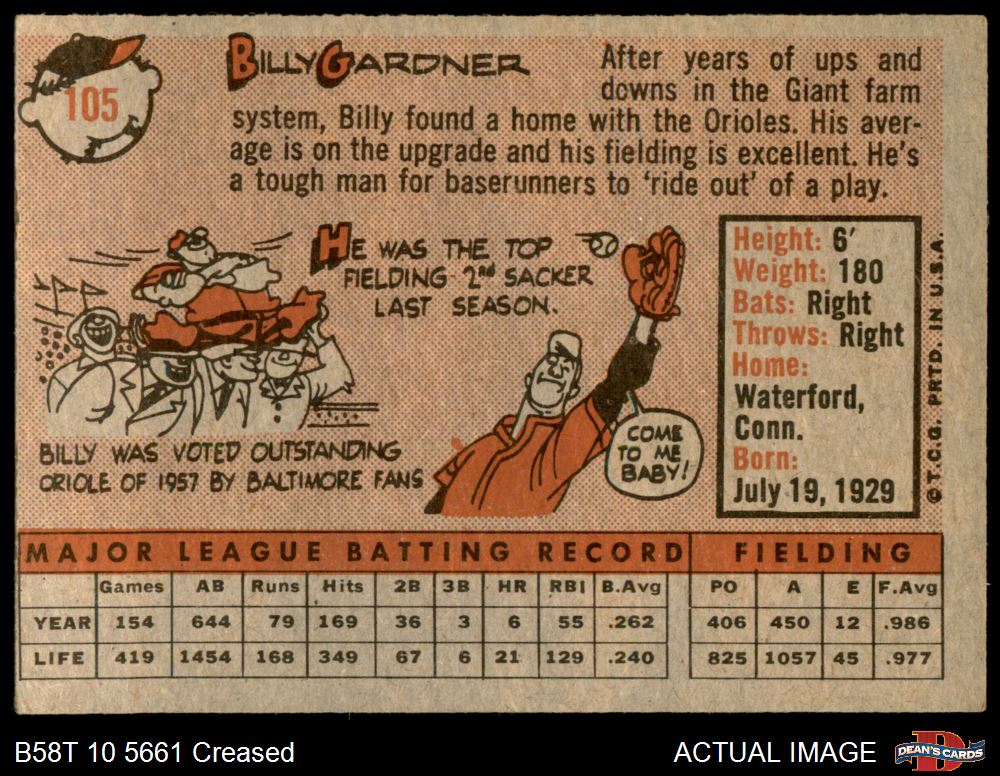 105
BILLY GARDNER
After years of ups and
downs in the Giant farm
system, Billy found a home with the Orioles. His aver-
age is on the upgrade and his fielding is excellent. He's
a tough man for baserunners to 'ride out' of a play.
HE WAS THE TOP
FIELDING 2nd SACKER
LAST SEASON.
BILLY WAS VOTED OUTSTANDING
ORIOLE OF 1957 BY BALTIMORE FANS
COME
TO ME
BABY!
Height: 6'
Weight: 180
Bats: Right
Throws: Right
Home:
Waterford,
Conn.
Born:
July 19, 1929
©T.C.G. PRTD. IN U.S.A.
MAJOR LEAGUE BATTING RECORD FIELDING
Games AB Runs Hits 2B 3B HR RBI B.Avg PO A E F.Avg
YEAR 154 644 79 169 36 3 6 55 .262 406 450 12 .986
LIFE 419 1454 168 349 67 6 21 129 .240 825 1057 45 .977
B58T 10 5661 Creased
ACTUAL IMAGE
D
DEAN'S CARDS